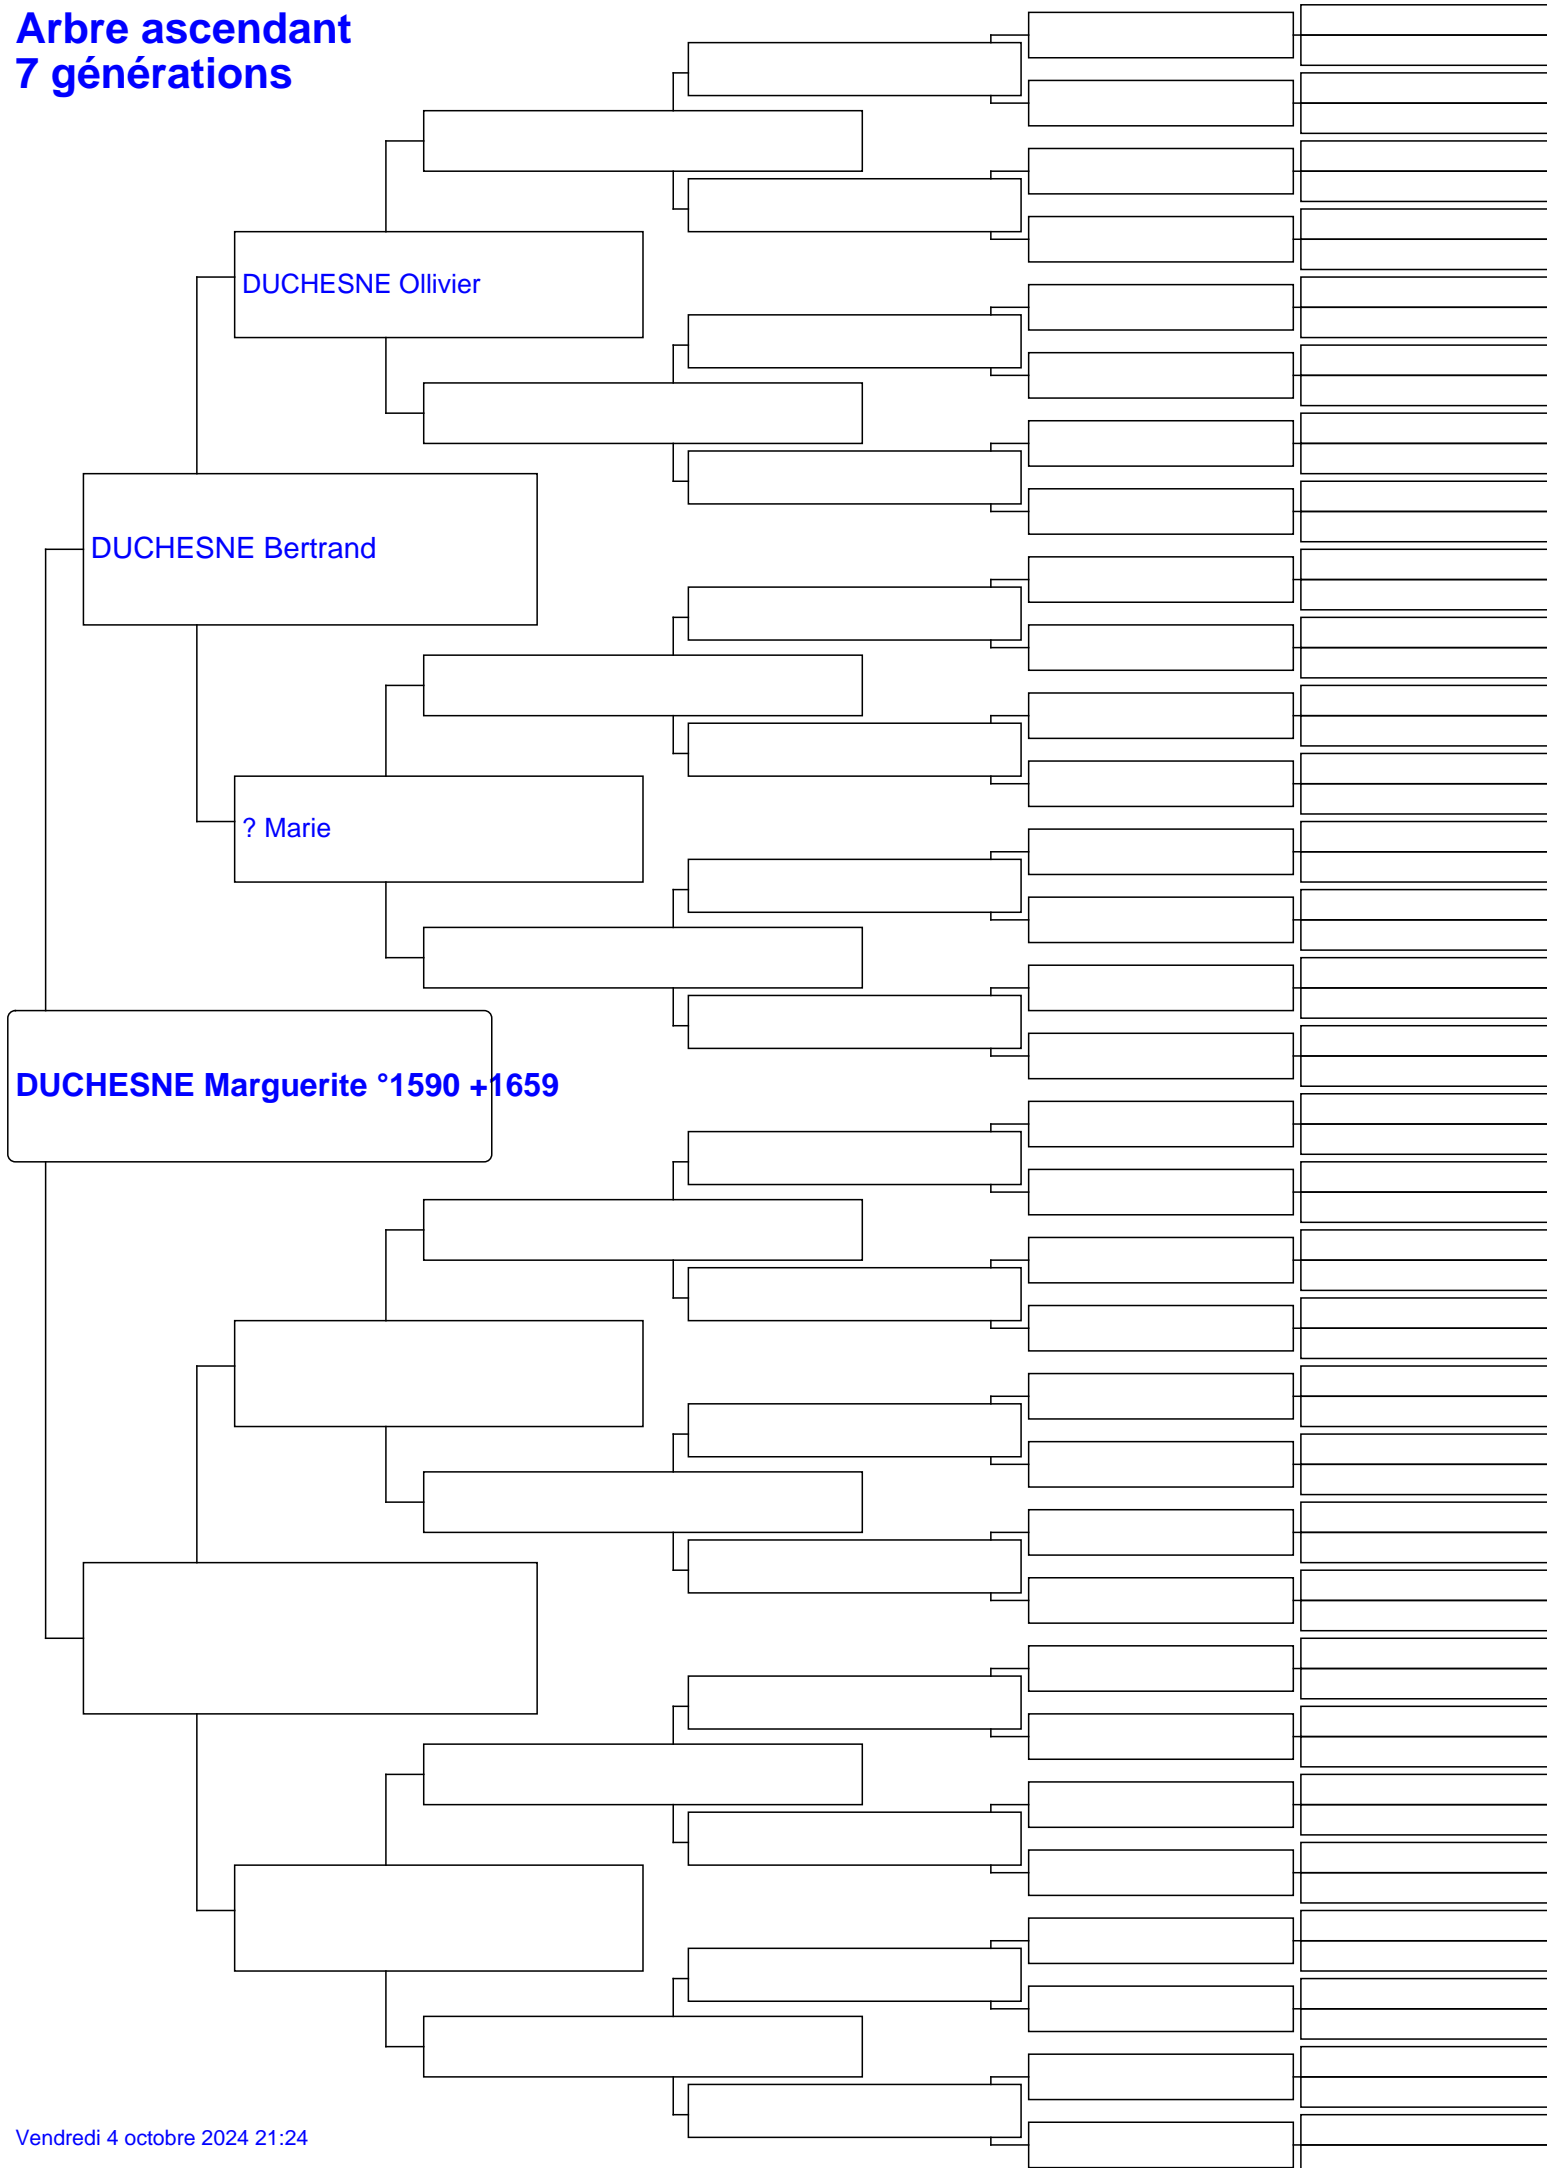 Arbre ascendant
7 générations
DUCHESNE Ollivier
DUCHESNE Bertrand
? Marie
DUCHESNE Marguerite °1590 +1659
Vendredi 4 octobre 2024 21:24